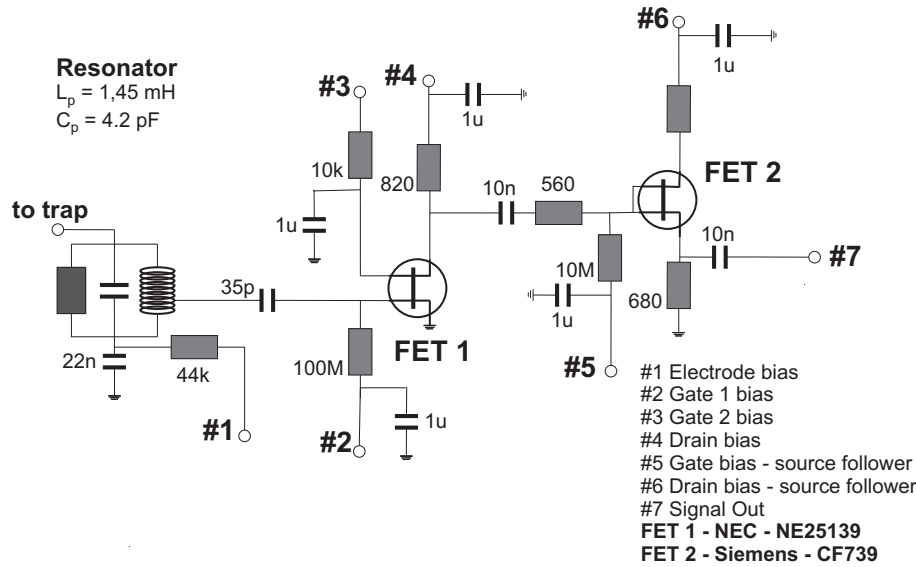 #6
1u
Resonator
Lp = 1,45 mH
Cp = 4.2 pF
#3
#4
1u
10k
820
FET 2
10n
560
to trap
1u
10n
#7
35p
10M
680
1u
FET 1
22n
44k
100M
#5
#1
1u
#2
#1 Electrode bias
#2 Gate 1 bias
#3 Gate 2 bias
#4 Drain bias
#5 Gate bias - source follower
#6 Drain bias - source follower
#7 Signal Out
FET 1 - NEC - NE25139
FET 2 - Siemens - CF739